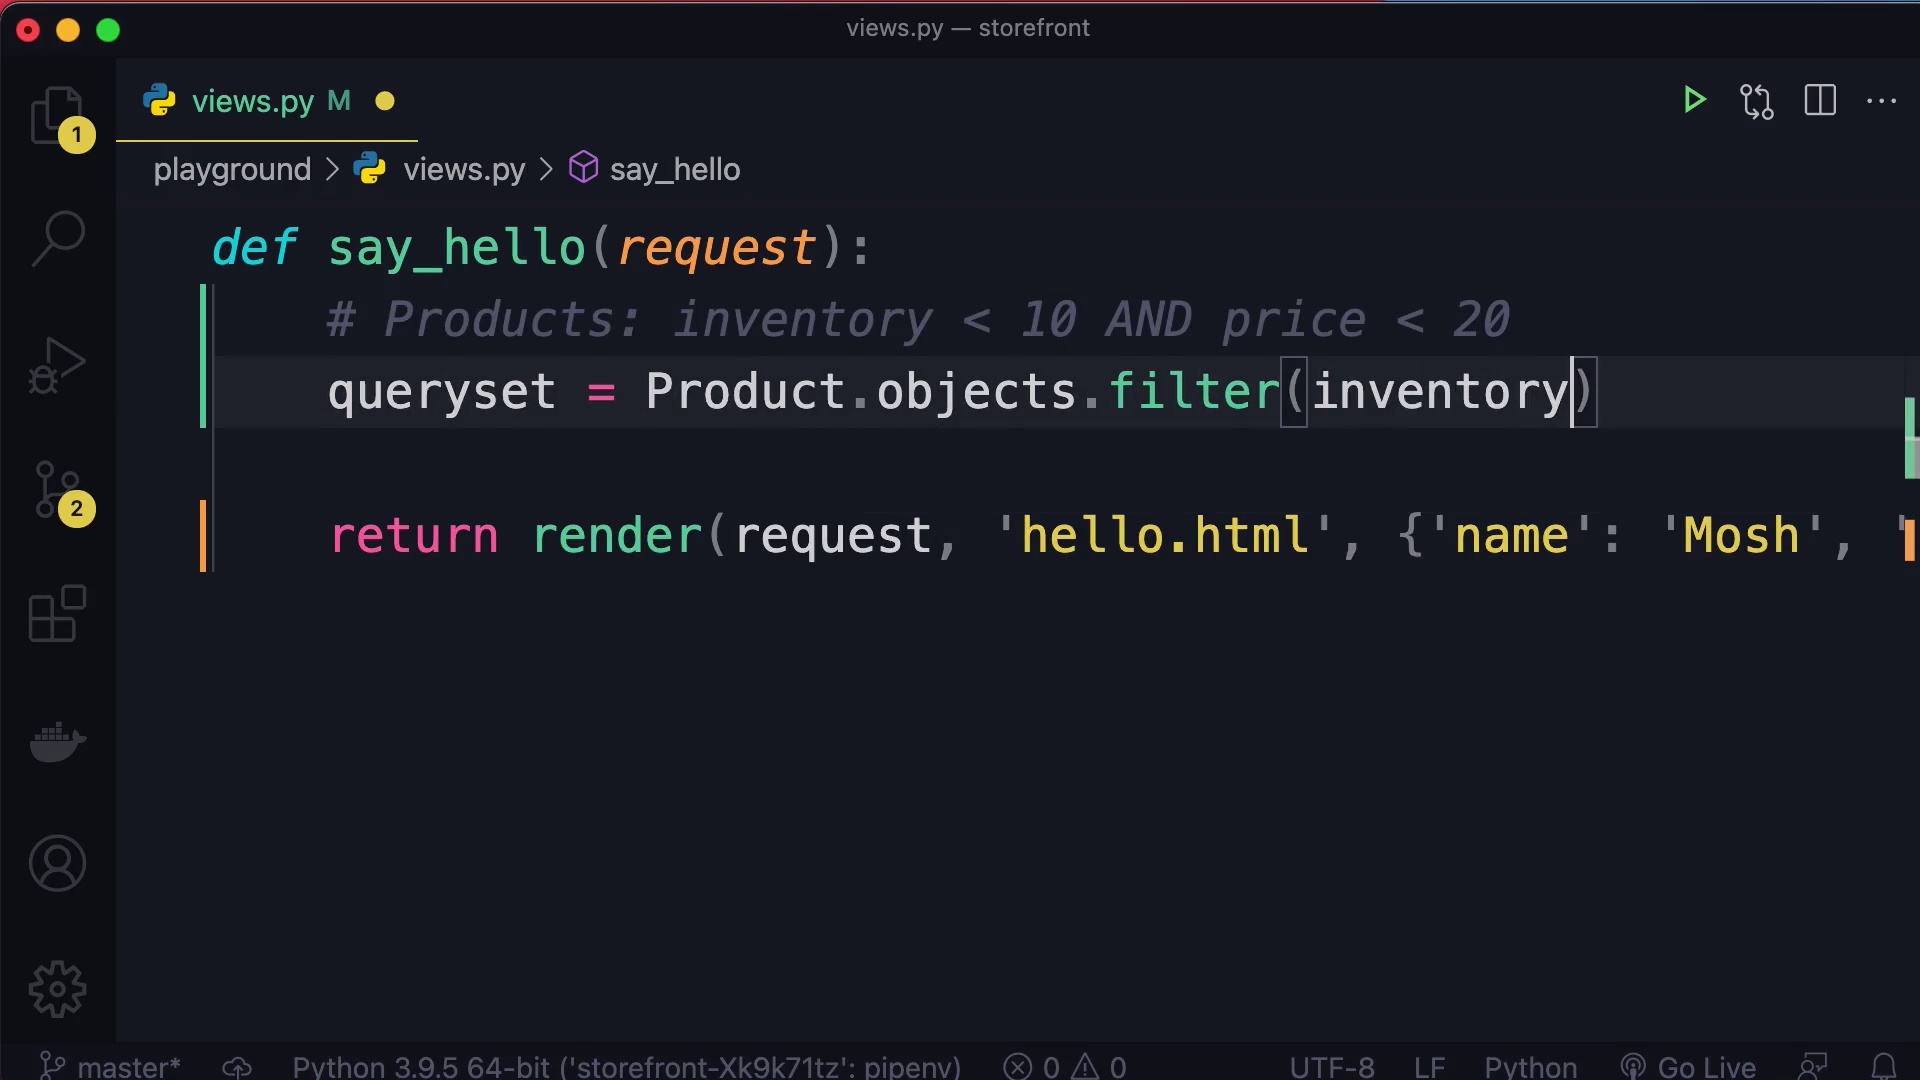 views.py — storefront
views.py M
1
playground > views.py > say_hello
def say_hello(request):
# Products: inventory < 10 AND price < 20
queryset = Product.objects.filter(inventory)
2
return render(request, 'hello.html', {'name': 'Mosh', '
master* Python 3.9.5 64-bit ('storefront-Xk9k71tz': pipenv) 0 0 UTF-8 LF Python Go Live